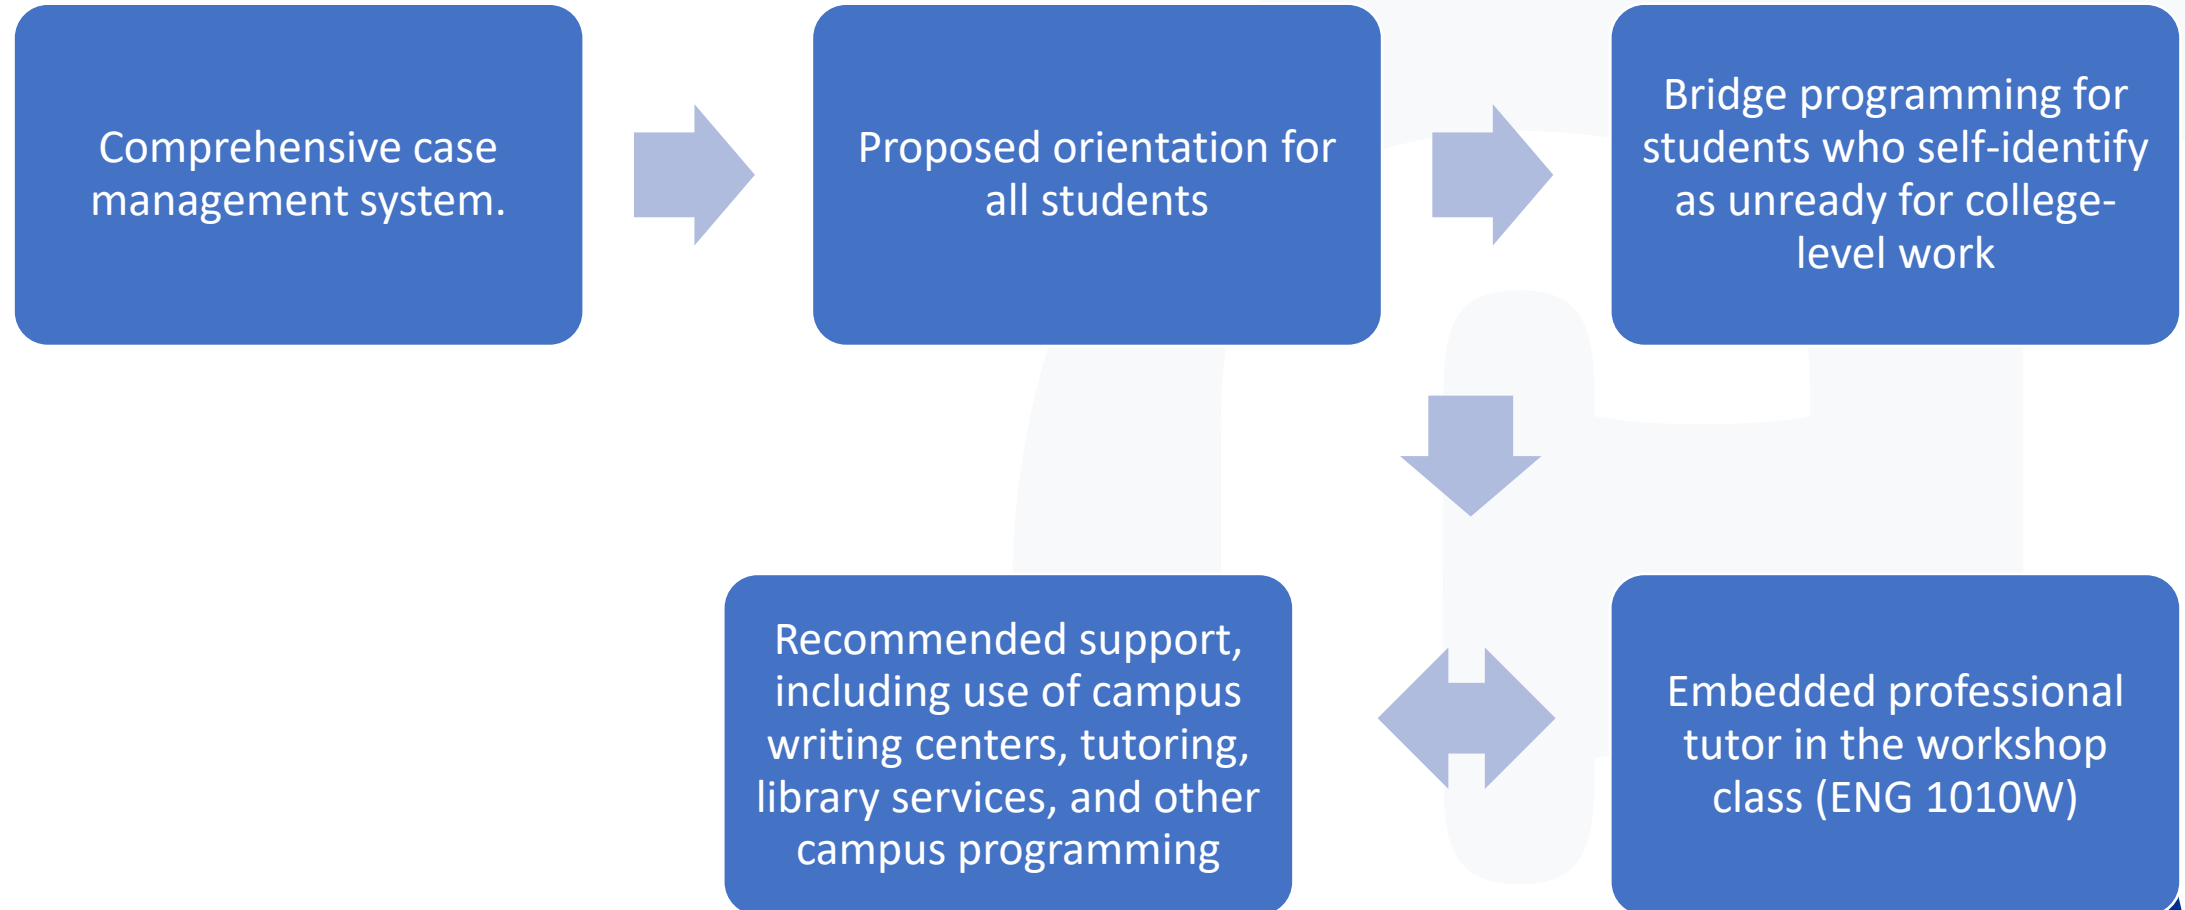 Comprehensive case
management system.
Proposed orientation for
all students
Bridge programming for
students who self-identify
as unready for college-
level work
Recommended support,
including use of campus
writing centers, tutoring,
library services, and other
campus programming
Embedded professional
tutor in the workshop
class (ENG 1010W)